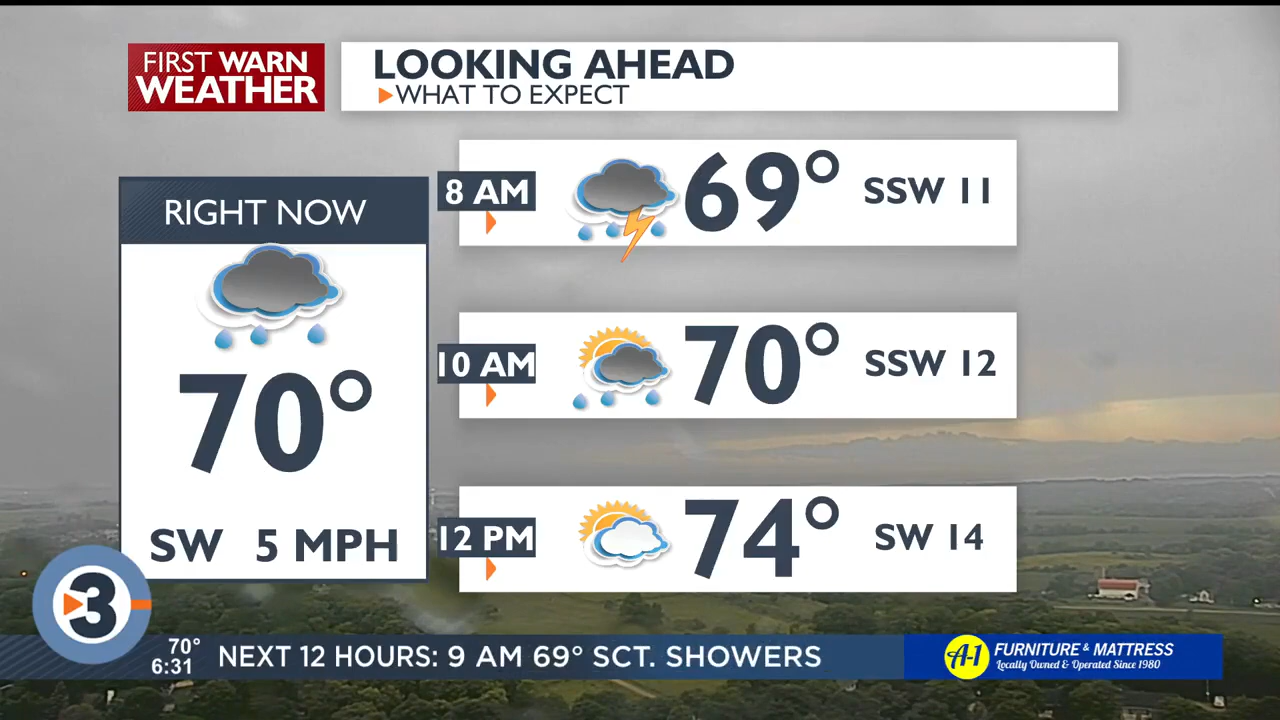 FIRST WARN
WEATHER
LOOKING AHEAD
WHAT TO EXPECT
RIGHT NOW
70°
SW 5 MPH
8 AM
69°
SSW 11
10 AM
70°
SSW 12
12 PM
74°
SW 14
3
70°
6:31
NEXT 12 HOURS: 9 AM 69° SCT. SHOWERS
A-1
FURNITURE & MATTRESS
Locally Owned & Operated Since 1980